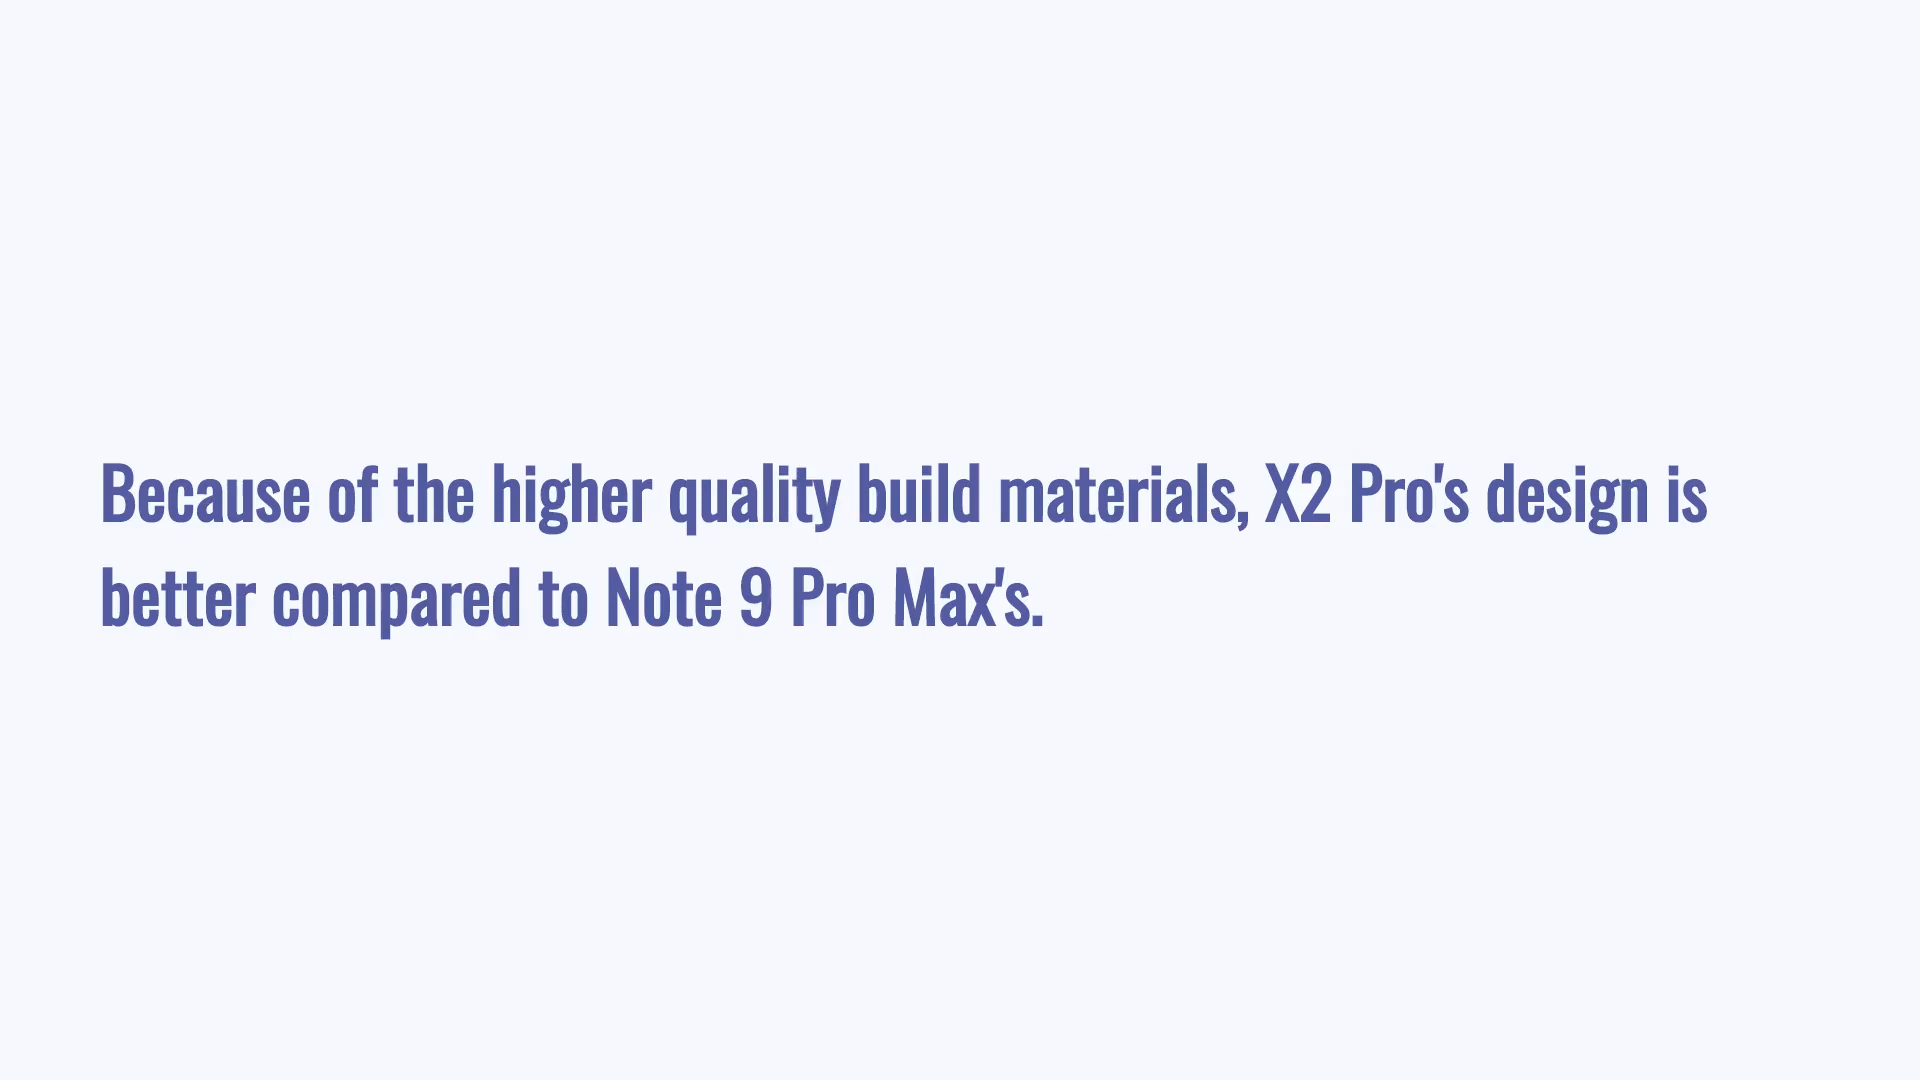 Because of the higher quality build materials, X2 Pro's design is
better compared to Note 9 Pro Max's.